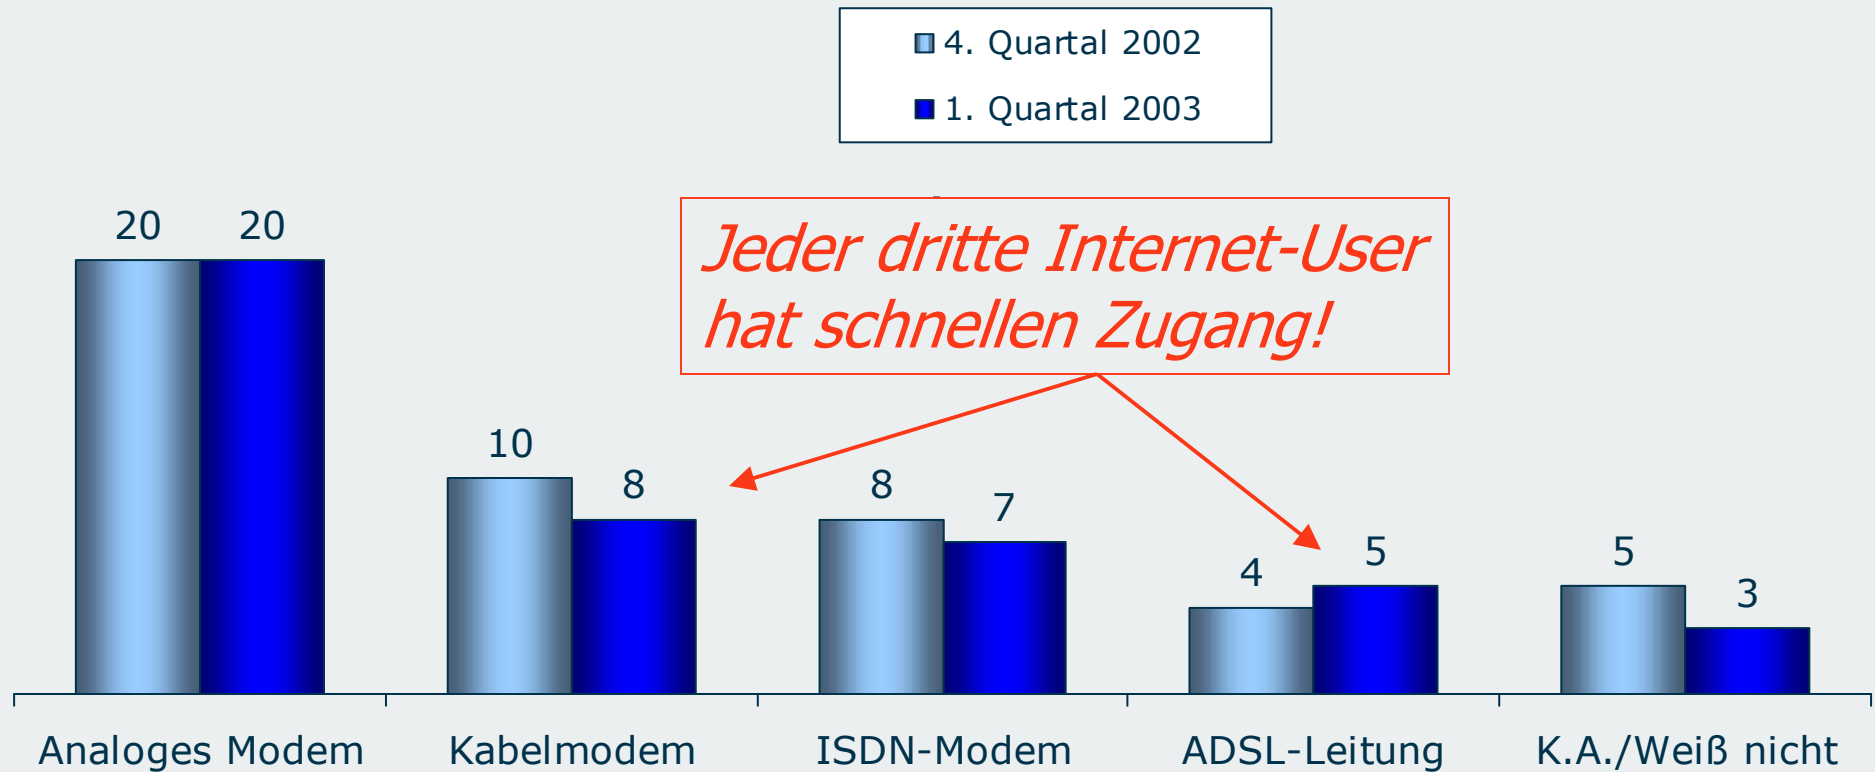 4. Quartal 2002
1. Quartal 2003
Jeder dritte Internet-User
hat schnellen Zugang!
20 20
10 8
8 7
4 5
5 3
Analoges Modem Kabelmodem ISDN-Modem ADSL-Leitung K.A./Weiß nicht